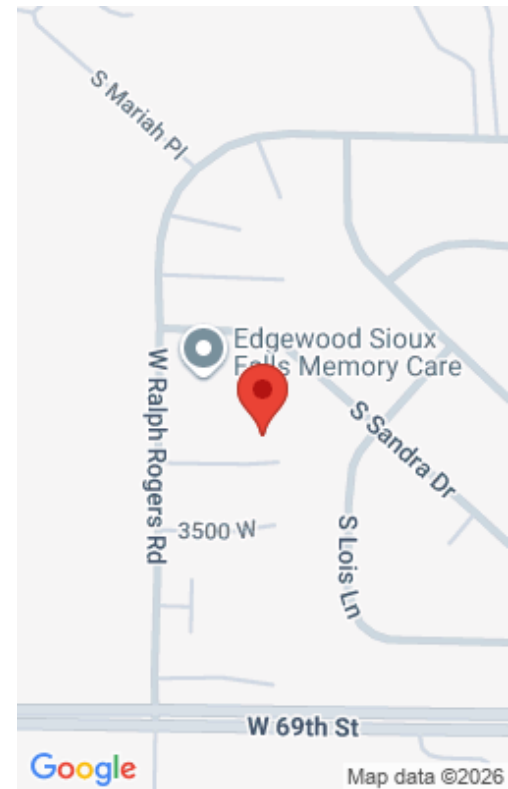 S Mariah Pl
Edgewood Sioux
Falls Memory Care
W Ralph Rogers Rd
S Sandra Dr
3500 W
S Lois Ln
W 69th St
Google
Map data ©2026